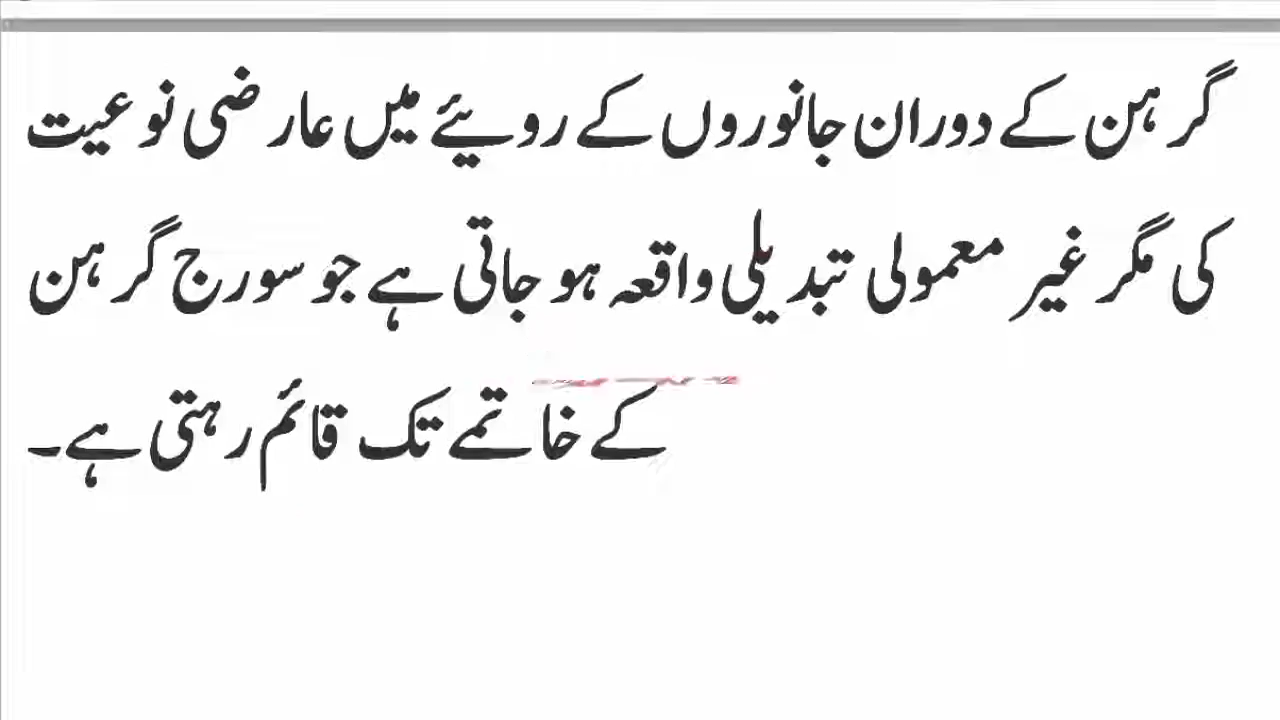 گرہن کے دوران جانوروں کے رویئے میں عارضی نوعیت
کی مگر غیر معمولی تبدیلی واقعہ ہو جاتی ہے جو سورج گرہن
کے خاتمے تک قائم رہتی ہے۔